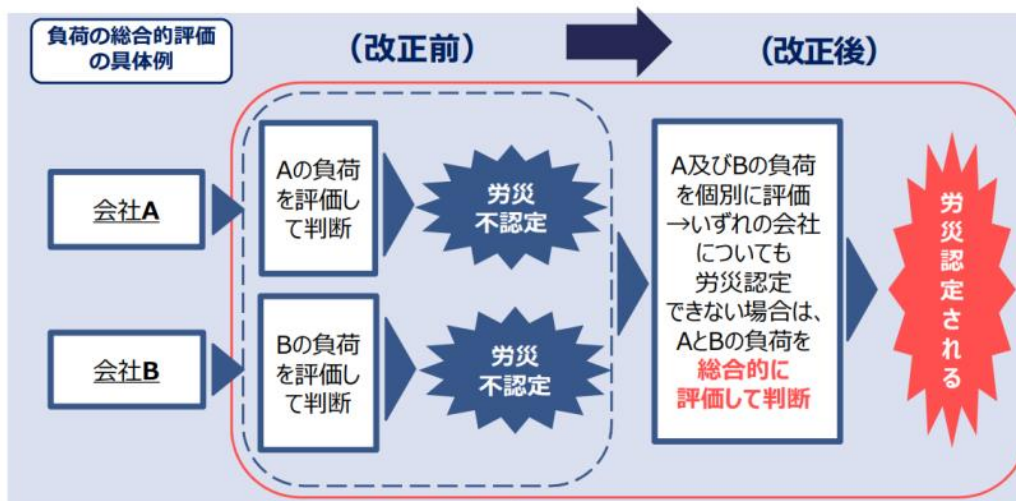 負荷の総合的評価
の具体例
（改正前）
（改正後）
会社A
Aの負荷
を評価し
て判断
労災
不認定
会社B
Bの負荷
を評価し
て判断
労災
不認定
A及びBの負荷
を個別に評価
→いずれの会社
についても
労災認定
できない場合は、
AとBの負荷を
総合的に
評価して判断
労災認定される